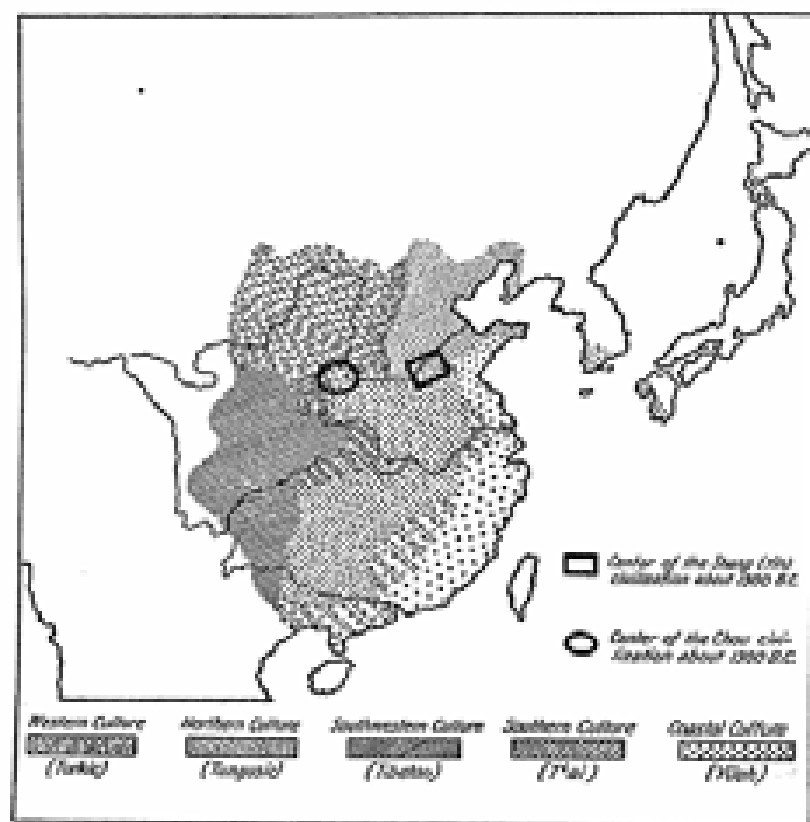 Center of the Shang (Yin)
civilization about 1300 B.C.
Center of the Chou civi-
lization about 1300 B.C.
Western Culture Northern Culture Southwestern Culture Southern Culture Coastal Culture
(Turkic) (Tungusic) (Tibetan) (T'ai) (Yüeh)